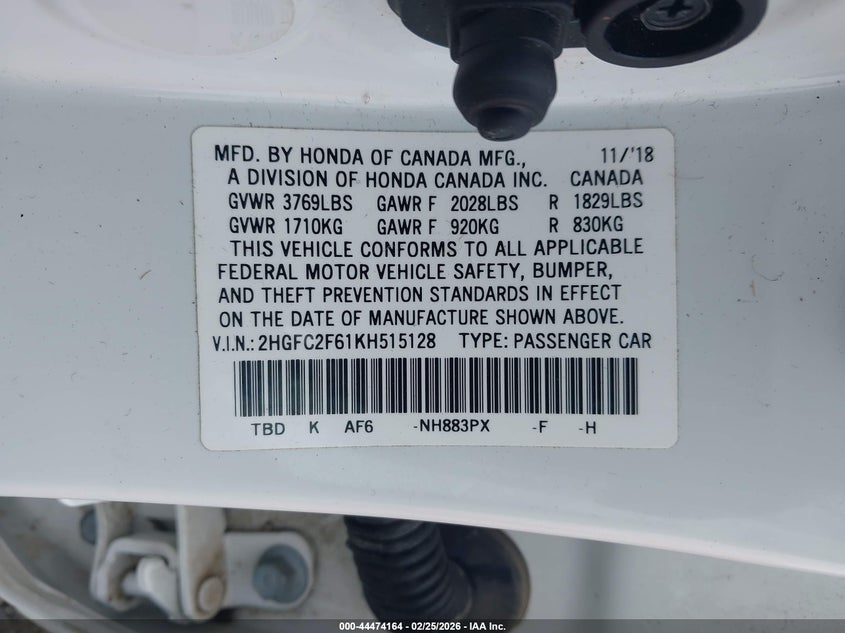 MFD. BY HONDA OF CANADA MFG., 11/'18
A DIVISION OF HONDA CANADA INC. CANADA
GVWR 3769LBS GAWR F 2028LBS R 1829LBS
GVWR 1710KG GAWR F 920KG R 830KG
THIS VEHICLE CONFORMS TO ALL APPLICABLE
FEDERAL MOTOR VEHICLE SAFETY, BUMPER,
AND THEFT PREVENTION STANDARDS IN EFFECT
ON THE DATE OF MANUFACTURE SHOWN ABOVE.
V.I.N.: 2HGFC2F61KH515128 TYPE: PASSENGER CAR
TBD K AF6 -NH883PX -F -H
000-44474164 - 02/25/2026 - IAA Inc.